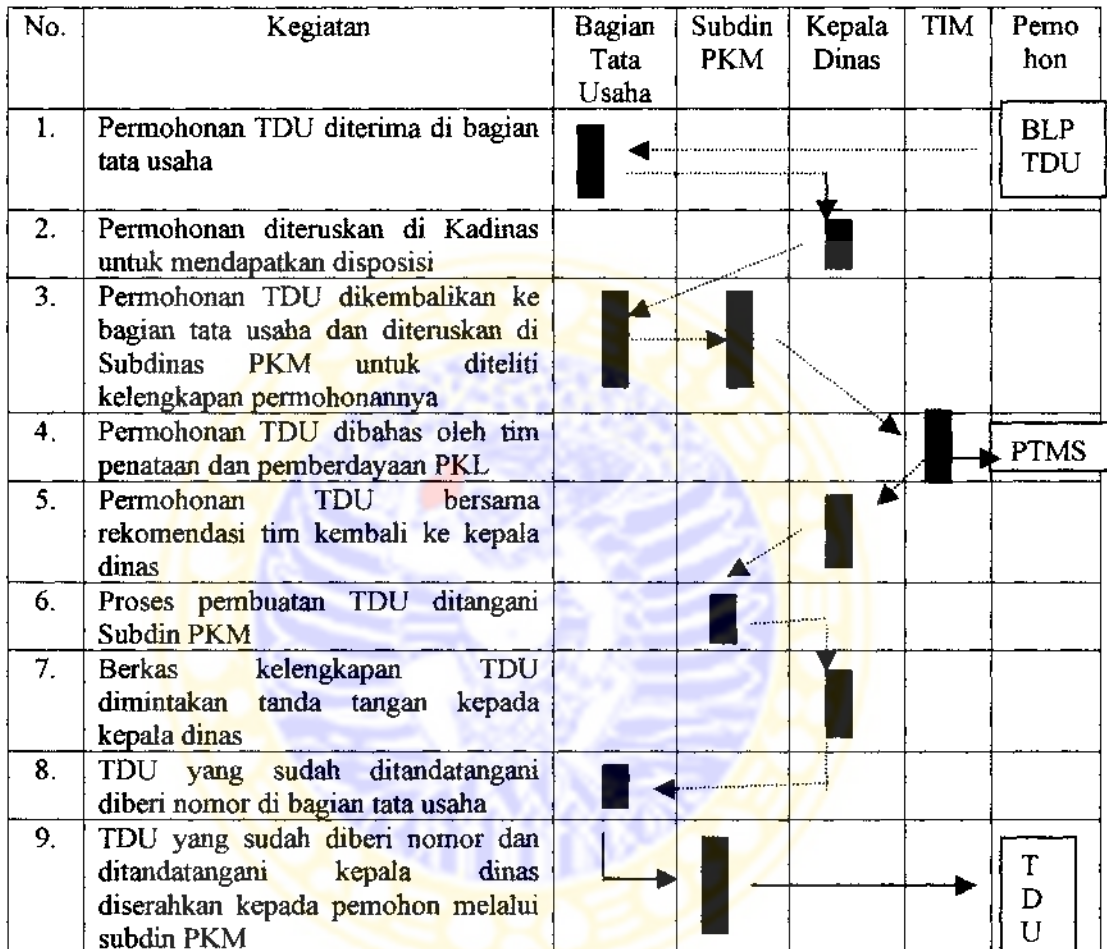 No. Kegiatan Bagian Subdin Kepala TIM Pemo
Tata PKM Dinas hon
Usaha
1. Permohonan TDU diterima di bagian BLP
tata usaha TDU
2. Permohonan diteruskan di Kadinas
untuk mendapatkan disposisi
3. Permohonan TDU dikembalikan ke
bagian tata usaha dan diteruskan di
Subdinas PKM untuk diteliti
kelengkapan permohonannya
4. Permohonan TDU dibahas oleh tim PTMS
penataan dan pemberdayaan PKL
5. Permohonan TDU bersama
rekomendasi tim kembali ke kepala
dinas
6. Proses pembuatan TDU ditangani
Subdin PKM
7. Berkas kelengkapan TDU
dimintakan tanda tangan kepada
kepala dinas
8. TDU yang sudah ditandatangani
diberi nomor di bagian tata usaha
9. TDU yang sudah diberi nomor dan T
ditandatangani kepala dinas D
diserahkan kepada pemohon melalui U
subdin PKM